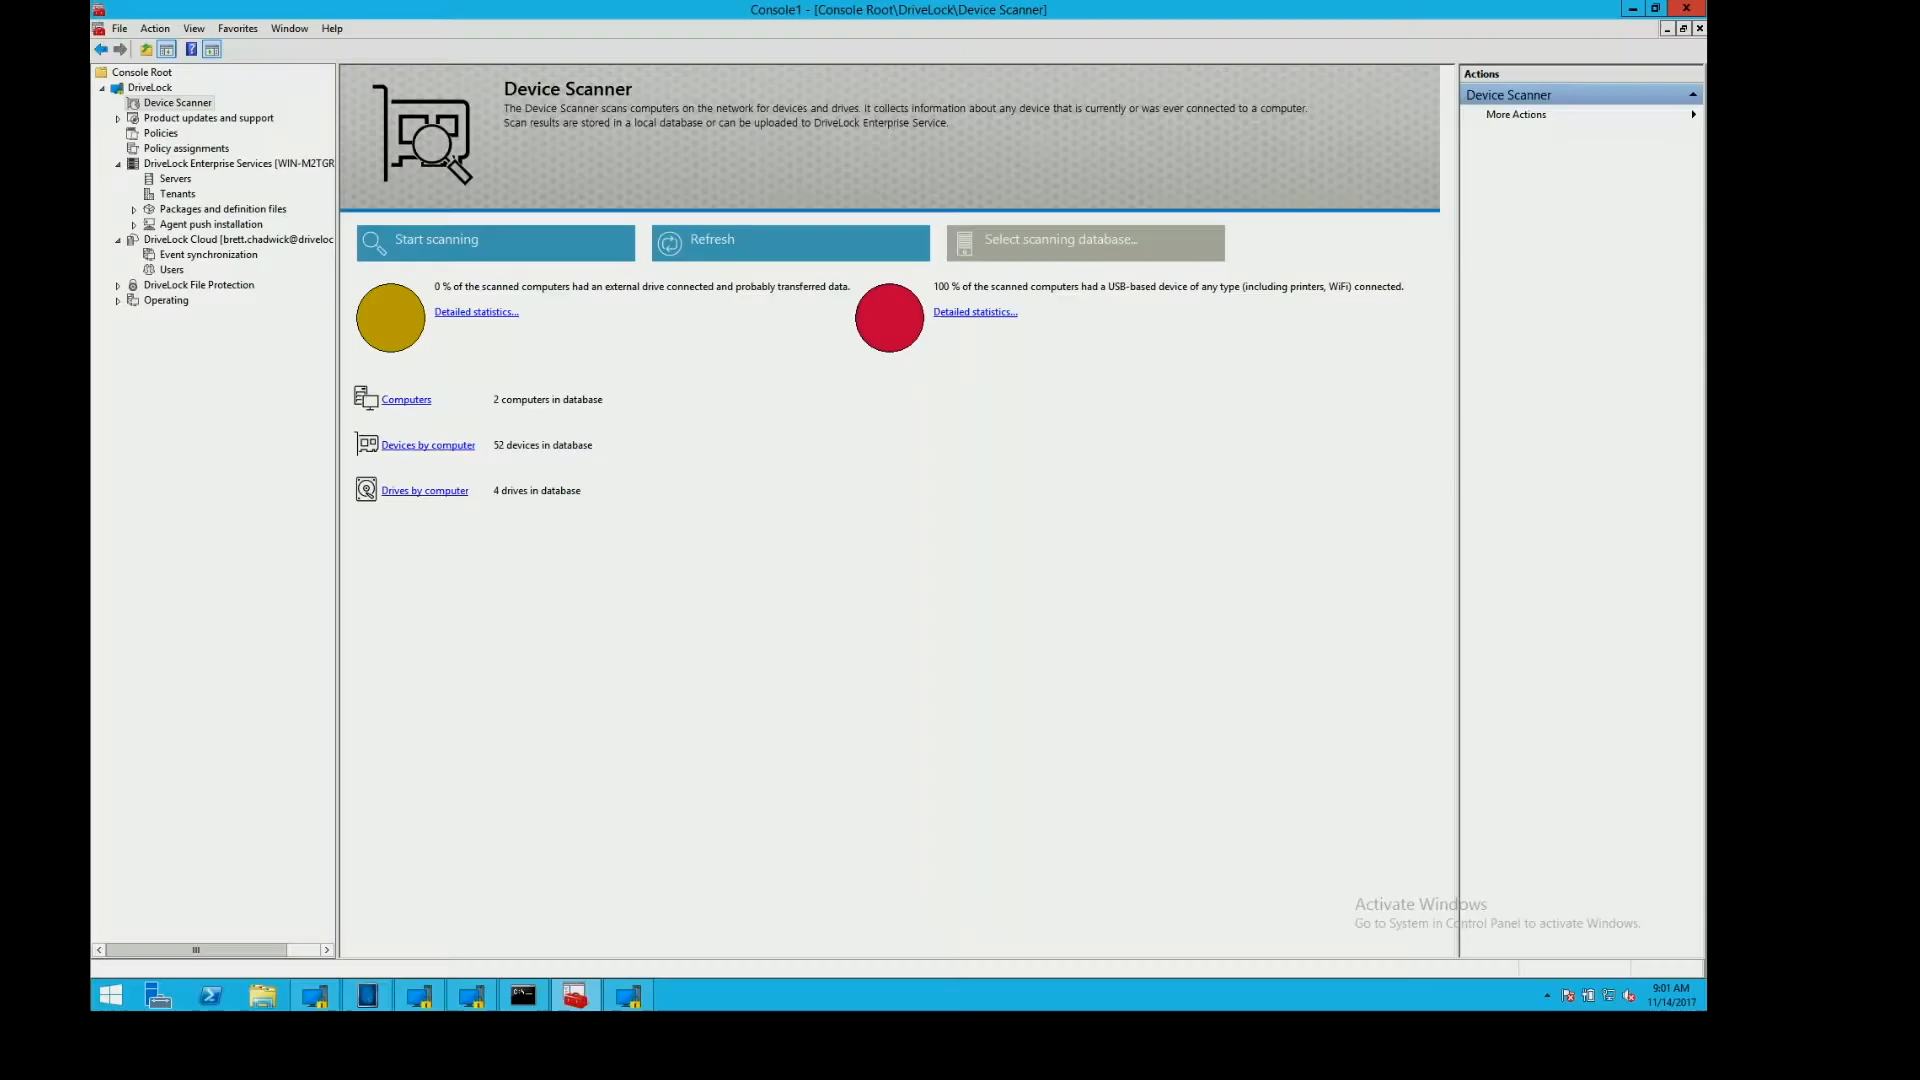 Console1 - [Console Root\DriveLock\Device Scanner]
File Action View Favorites Window Help
Console Root
DriveLock
Device Scanner
Product updates and support
Policies
Policy assignments
DriveLock Enterprise Services [WIN-M2TGR
Servers
Tenants
Packages and definition files
Agent push installation
DriveLock Cloud [brett.chadwick@driveloc
Event synchronization
Users
DriveLock File Protection
Operating
Device Scanner
The Device Scanner scans computers on the network for devices and drives. It collects information about any device that is currently or was ever connected to a computer.
Scan results are stored in a local database or can be uploaded to DriveLock Enterprise Service.
Start scanning
Refresh
Select scanning database...
0 % of the scanned computers had an external drive connected and probably transferred data.
Detailed statistics...
100 % of the scanned computers had a USB-based device of any type (including printers, WiFi) connected.
Detailed statistics...
Computers 2 computers in database
Devices by computer 52 devices in database
Drives by computer 4 drives in database
Actions
Device Scanner
More Actions
Activate Windows
Go to System in Control Panel to activate Windows.
9:01 AM
11/14/2017